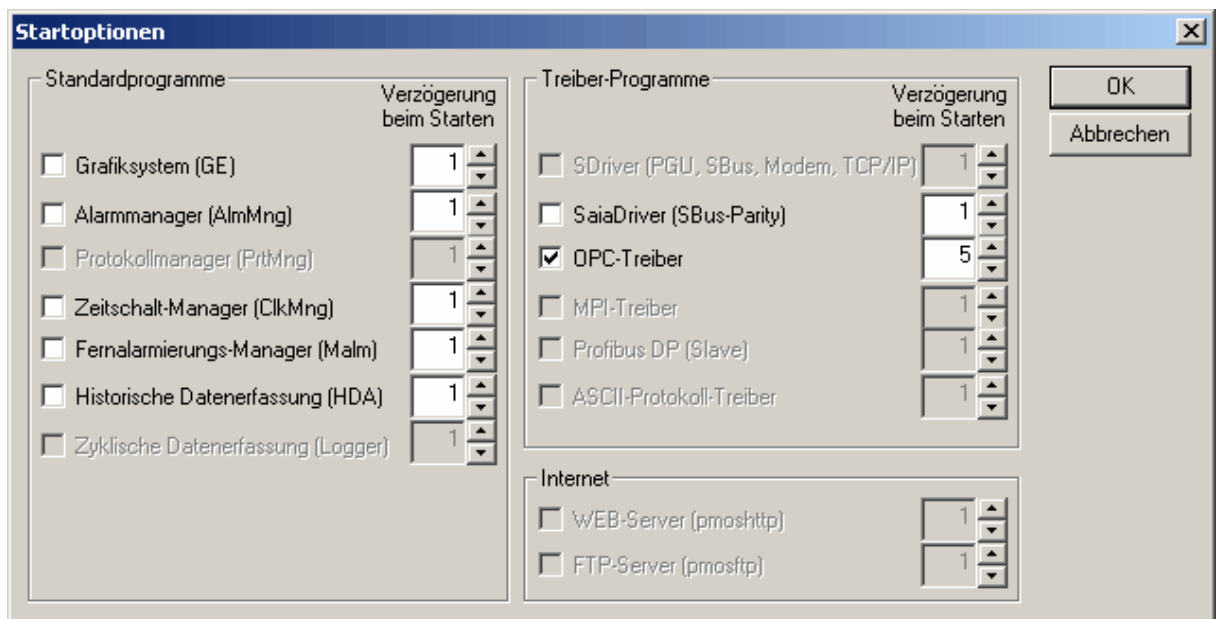 Startoptionen
Standardprogramme
Verzögerung
beim Starten
Grafiksystem (GE) 1
Alarmmanager (AlmMng) 1
Protokollmanager (PrtMng) 1
Zeitschalt-Manager (ClkMng) 1
Fernalarmierungs-Manager (Malm) 1
Historische Datenerfassung (HDA) 1
Zyklische Datenerfassung (Logger) 1
Treiber-Programme
Verzögerung
beim Starten
SDriver (PGU, SBus, Modem, TCP/IP) 1
SaiaDriver (SBus-Parity) 1
OPC-Treiber 5
MPI-Treiber 1
Profibus DP (Slave) 1
ASCII-Protokoll-Treiber 1
Internet
WEB-Server (pmoshttp) 1
FTP-Server (pmosftp) 1
OK
Abbrechen